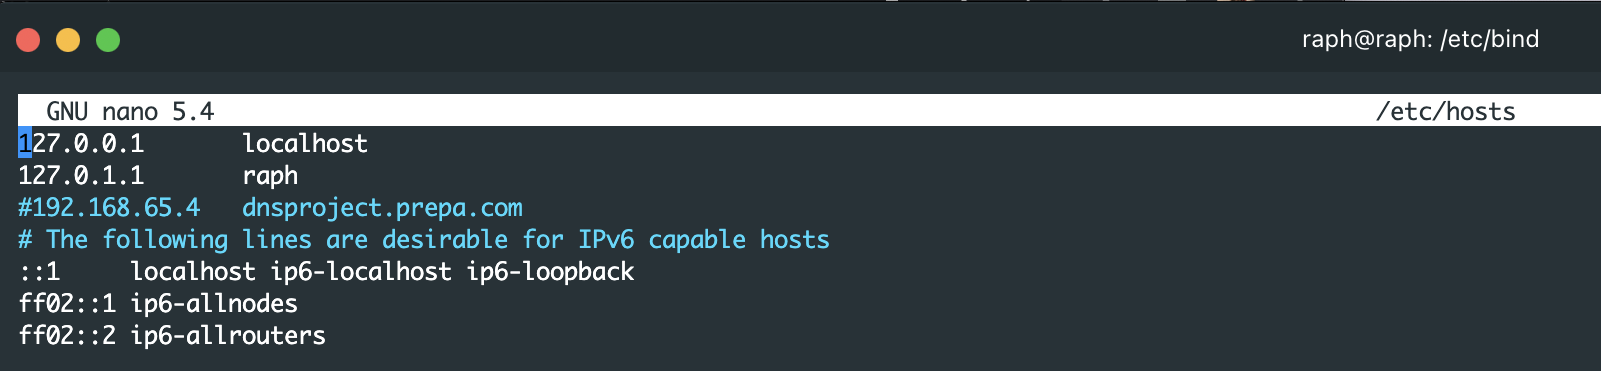 raph@raph: /etc/bind
GNU nano 5.4 /etc/hosts
127.0.0.1 localhost
127.0.1.1 raph
#192.168.65.4 dnsproject.prepa.com
# The following lines are desirable for IPv6 capable hosts
::1 localhost ip6-localhost ip6-loopback
ff02::1 ip6-allnodes
ff02::2 ip6-allrouters